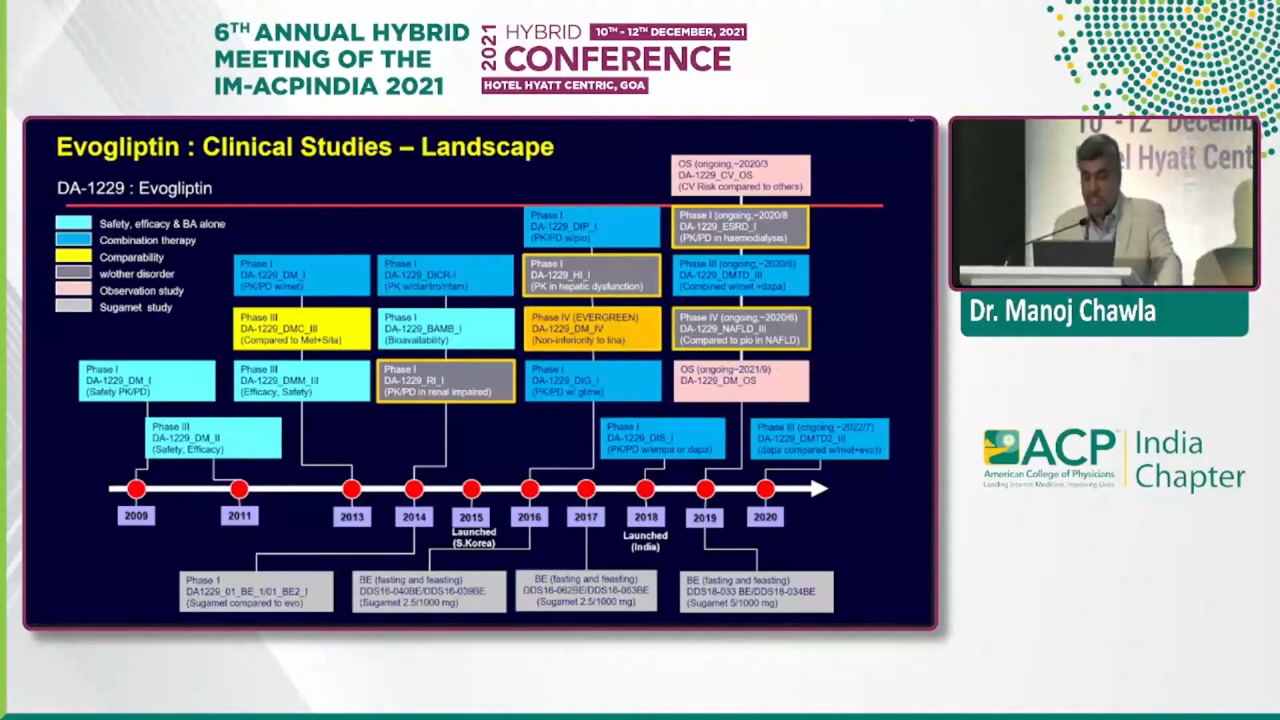 6TH ANNUAL HYBRID
MEETING OF THE
IM-ACPINDIA 2021
2021
HYBRID
10TH - 12TH DECEMBER, 2021
CONFERENCE
HOTEL HYATT CENTRIC, GOA
Evogliptin : Clinical Studies – Landscape
DA-1229 : Evogliptin
Safety, efficacy & BA alone
Combination therapy
Comparability
w/other disorder
Observation study
Sugamet study
Phase I
DA-1229_DM_I
(Safety PK/PD)
Phase III
DA-1229_DM_II
(Safety, Efficacy)
Phase I
DA-1229_DM_I
(PK/PD w/met)
Phase III
DA-1229_DMC_III
(Compared to Met+Sita)
Phase III
DA-1229_DMM_III
(Efficacy, Safety)
Phase I
DA-1229_DICR-I
(PK w/claritro/rifam)
Phase I
DA-1229_BAMB_I
(Bioavailability)
Phase I
DA-1229_RI_I
(PK/PD in renal impaired)
Phase I
DA-1229_DIP_I
(PK/PD w/pio)
Phase I
DA-1229_HI_I
(PK in hepatic dysfunction)
Phase IV (EVERGREEN)
DA-1229_DM_IV
(Non-inferiority to lina)
Phase I
DA-1229_DIG_I
(PK/PD w/ glime)
OS (ongoing,~2020/3
DA-1229_CV_OS
(CV Risk compared to others)
Phase I (ongoing,~2020/8
DA-1229_ESRD_I
(PK/PD in haemodialysis)
Phase III (ongoing,~2020/6)
DA-1229_DMTD_III
(Combined w/met +dapa)
Phase IV (ongoing,~2020/6)
DA-1229_NAFLD_III
(Compared to pio in NAFLD)
OS (ongoing~2021/9)
DA-1229_DM_OS
Phase I
DA-1229_DIS_I
(PK/PD w/empa or dapa)
Phase III (ongoing,~2022/7)
DA-1229_DMTD2_III
(dapa compared w/met+evo))
2009
2011
2013
2014
2015
2016
2017
2018
2019
2020
Launched
(S.Korea)
Launched
(India)
Phase 1
DA1229_01_BE_1/01_BE2_I
(Sugamet compared to evo)
BE (fasting and feasting)
DDS16-040BE/DDS16-039BE
(Sugamet 2.5/1000 mg)
BE (fasting and feasting)
DDS16-062BE/DDS16-063BE
(Sugamet 2.5/1000 mg)
BE (fasting and feasting)
DDS18-033 BE/DDS18-034BE
(Sugamet 5/1000 mg)
10 -12 Decemb
el Hyatt Cent
Dr. Manoj Chawla
ACP
American College of Physicians
Leading Internal Medicine, Improving Lives
India
Chapter